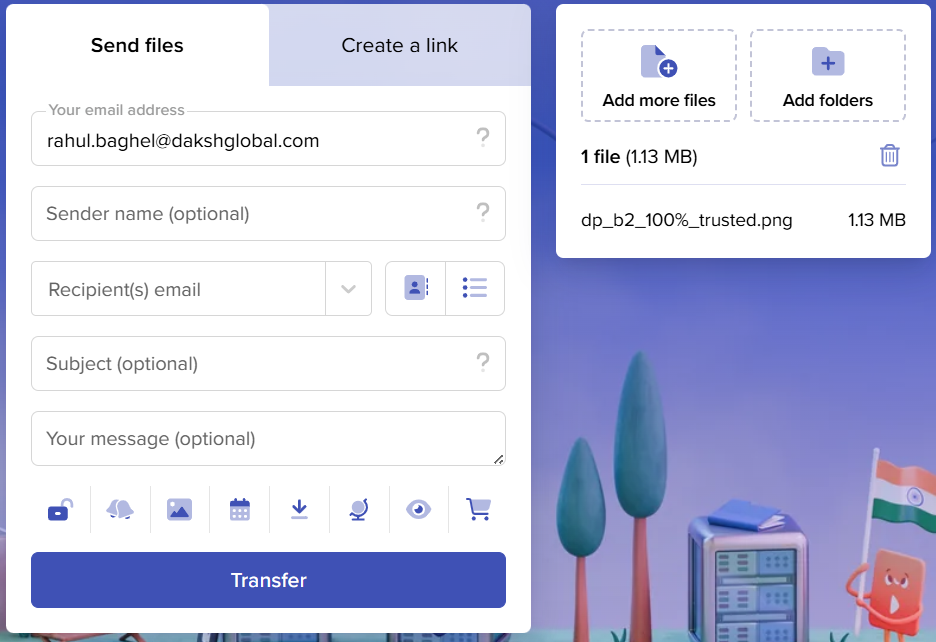 Send files
Create a link
Your email address
rahul.baghel@dakshglobal.com
?
Sender name (optional)
?
Recipient(s) email
Subject (optional)
?
Your message (optional)
Transfer
Add more files
Add folders
1 file (1.13 MB)
dp_b2_100%_trusted.png
1.13 MB